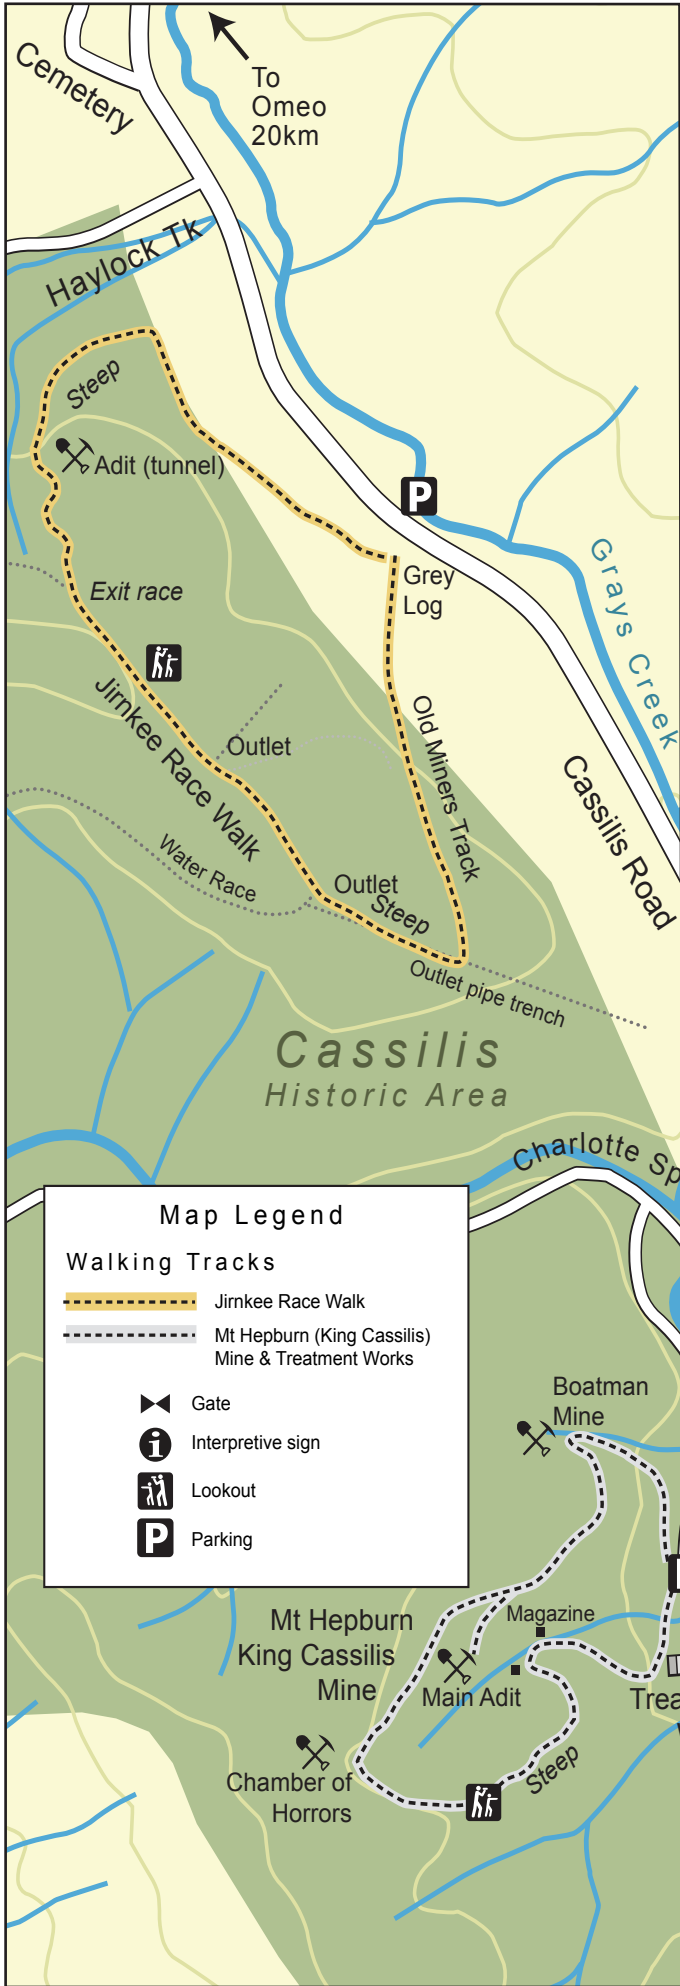 Cemetery
To
Omeo
20km
Haylock Tk
Steep
Adit (tunnel)
P
Grey
Log
Grays Creek
Exit race
Jirnkee Race Walk
Old Miners Track
Outlet
Cassilis Road
Water Race
Outlet
Steep
Outlet pipe trench
Cassilis
Historic Area
Charlotte Sp
Map Legend
Walking Tracks
Jirnkee Race Walk
Mt Hepburn (King Cassilis)
Mine & Treatment Works
Gate
i
Interpretive sign
Lookout
P
Parking
Boatman
Mine
Magazine
Mt Hepburn
King Cassilis
Mine
Main Adit
Trea
Steep
Chamber of
Horrors